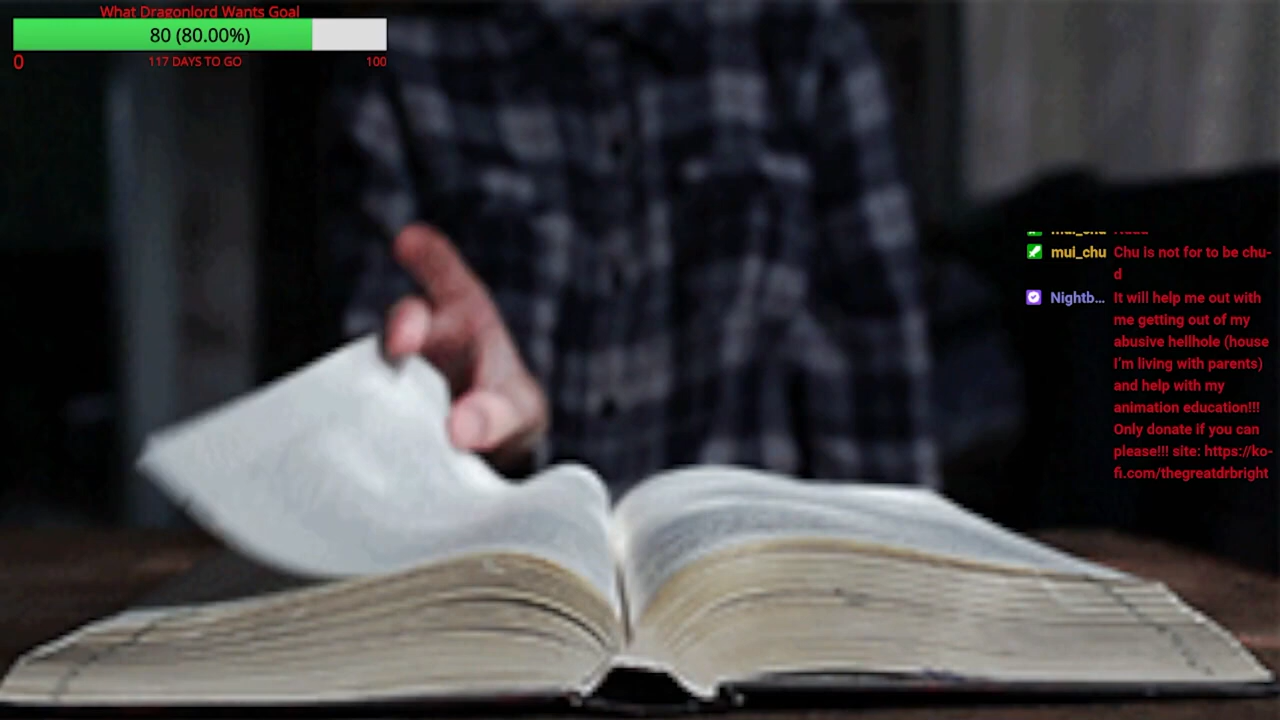 What Dragonlord Wants Goal
80 (80.00%)
0
117 DAYS TO GO
100
mui_chu
mui_chu Chu is not for to be chu-
d
Nightb... It will help me out with
me getting out of my
abusive hellhole (house
I'm living with parents)
and help with my
animation education!!!
Only donate if you can
please!!! site: https://ko-
fi.com/thegreatdrbright